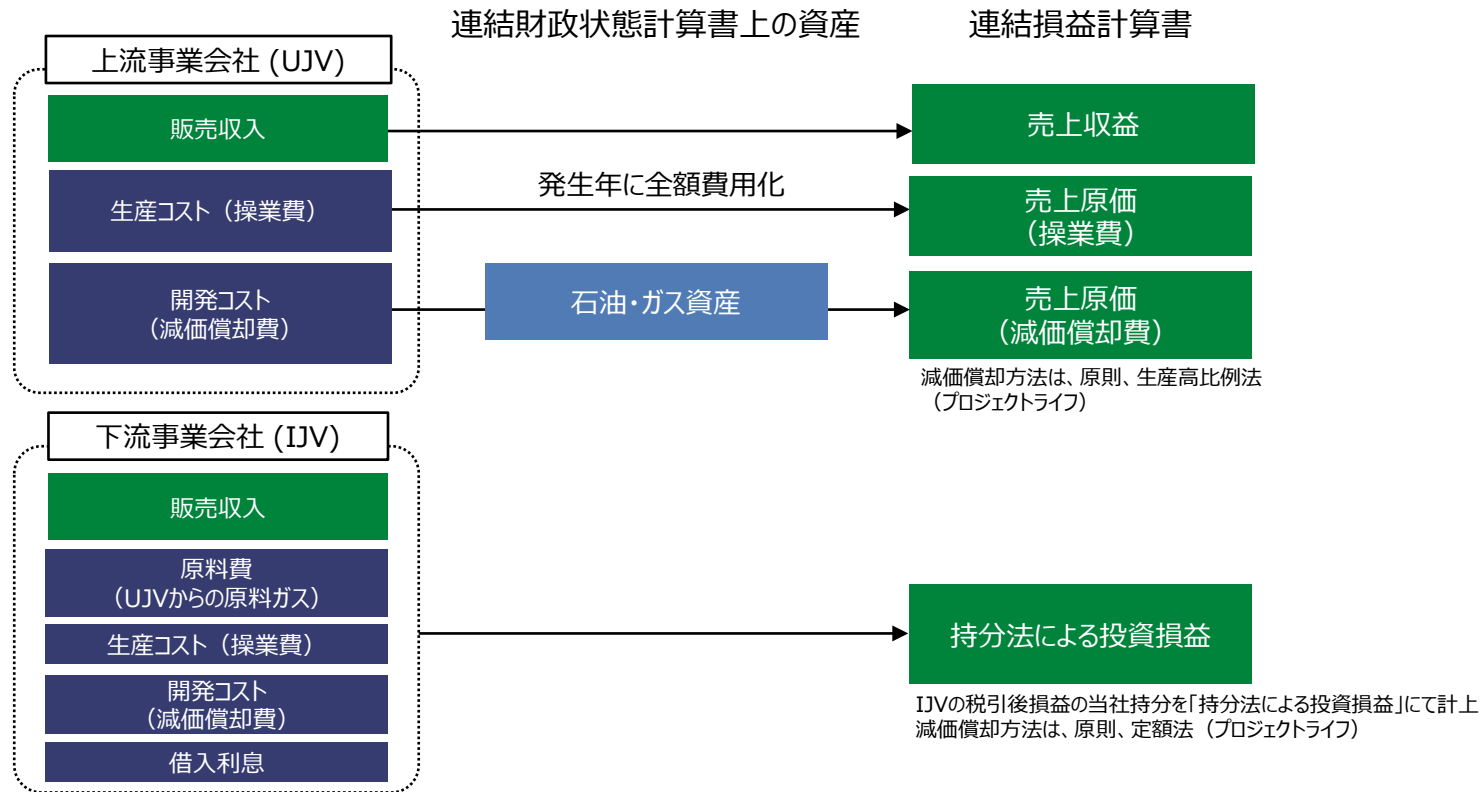 連結財政状態計算書上の資産
連結損益計算書
上流事業会社 (UJV)
販売収入
売上収益
生産コスト（操業費）
発生年に全額費用化
売上原価
（操業費）
開発コスト
（減価償却費）
石油・ガス資産
売上原価
（減価償却費）
減価償却方法は、原則、生産高比例法
（プロジェクトライフ）
下流事業会社 (IJV)
販売収入
原料費
（UJVからの原料ガス）
生産コスト（操業費）
開発コスト
（減価償却費）
借入利息
持分法による投資損益
IJVの税引後損益の当社持分を「持分法による投資損益」にて計上
減価償却方法は、原則、定額法（プロジェクトライフ）